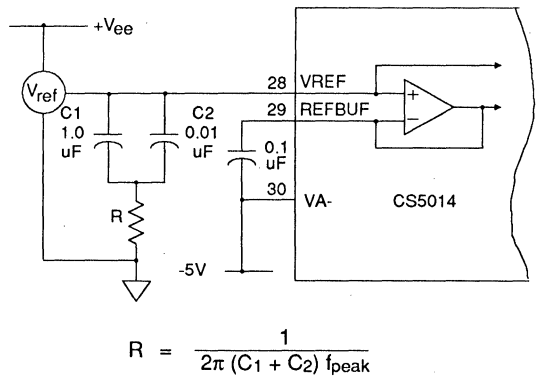 +Vee
Vref
C1
1.0
uF
C2
0.01
uF
R
28 VREF
29 REFBUF
0.1
uF
30
VA-
-5V
+
−
CS5014
R = 1 / 2π (C1 + C2) fpeak